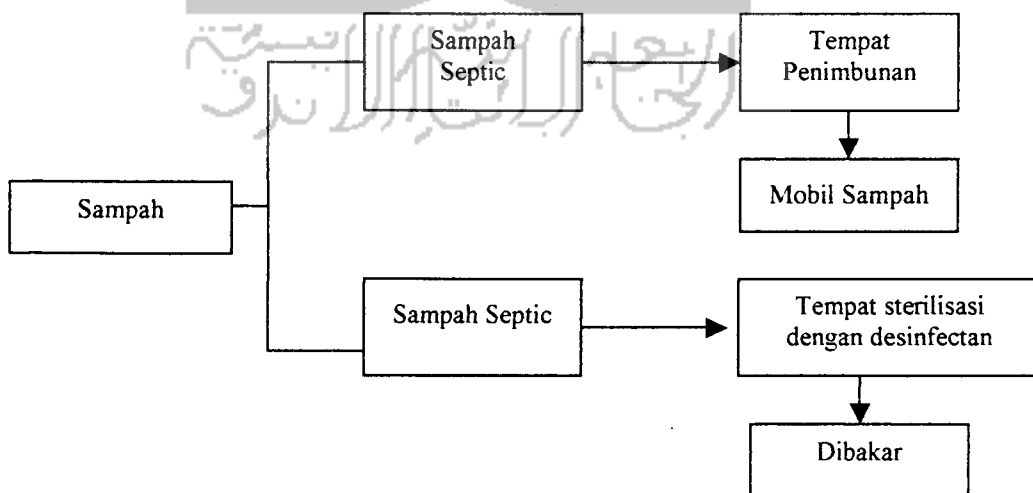 Sampah
Septic
Tempat
Penimbunan
Sampah
Mobil Sampah
Sampah Septic
Tempat sterilisasi
dengan desinfectan
Dibakar